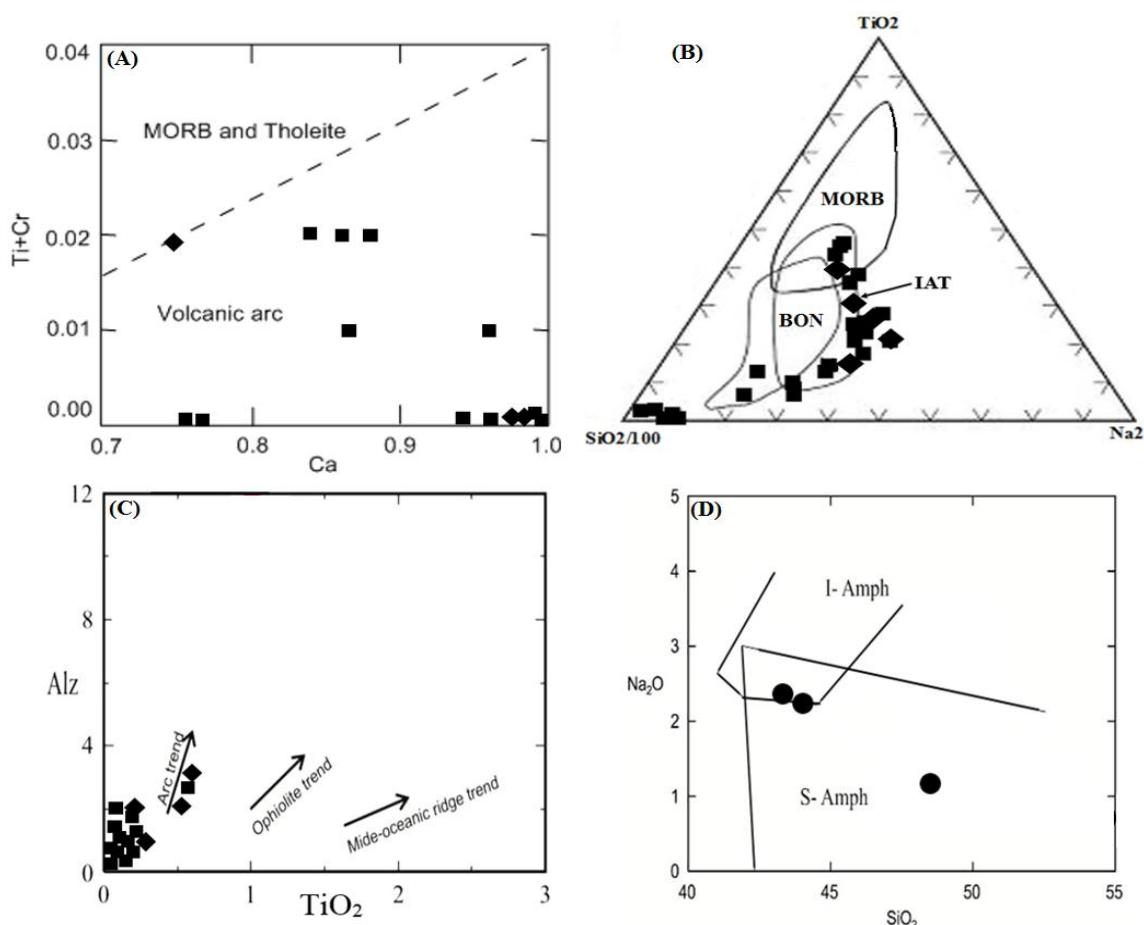 (A)
0.04
0.03
0.02
0.01
0.00
Ti+Cr
MORB and Tholeite
Volcanic arc
0.7
0.8
0.9
1.0
Ca
(B)
TiO2
MORB
IAT
BON
SiO2/100
Na2
(C)
12
8
4
0
Alz
Arc trend
Ophiolite trend
Mide-oceanic ridge trend
0
1
2
3
TiO₂
(D)
5
4
3
2
1
0
Na₂O
I- Amph
S- Amph
40
45
50
55
SiO₂